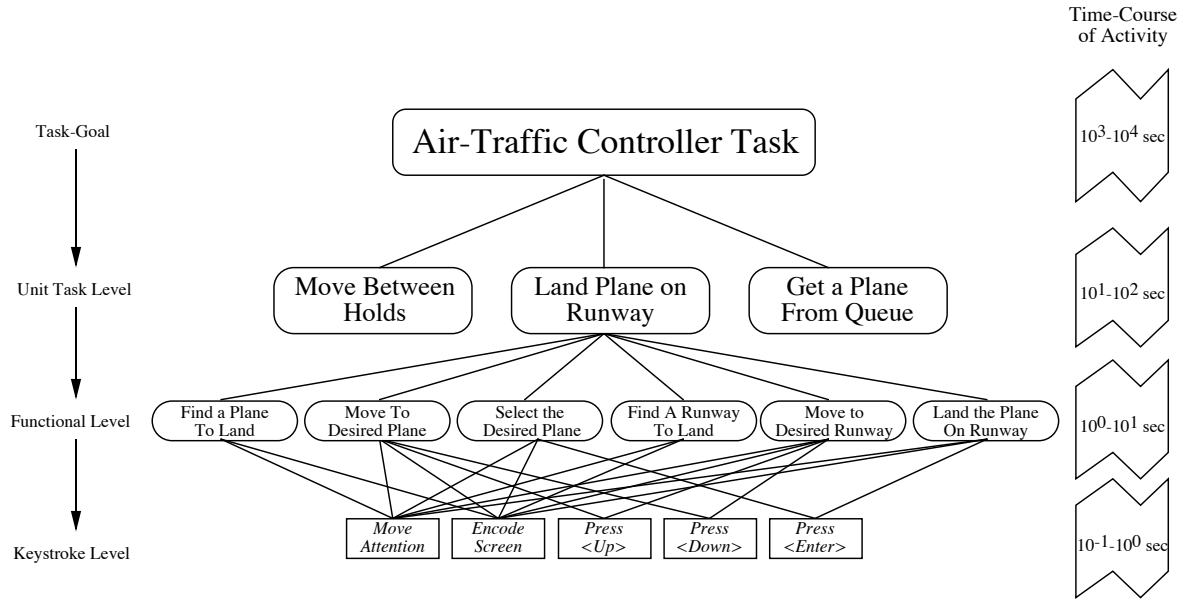 Time-Course
of Activity
Task-Goal
Air-Traffic Controller Task
10³-10⁴ sec
Unit Task Level
Move Between
Holds
Land Plane on
Runway
Get a Plane
From Queue
10¹-10² sec
Functional Level
Find a Plane
To Land
Move To
Desired Plane
Select the
Desired Plane
Find A Runway
To Land
Move to
Desired Runway
Land the Plane
On Runway
10⁰-10¹ sec
Keystroke Level
Move
Attention
Encode
Screen
Press
<Up>
Press
<Down>
Press
<Enter>
10⁻¹-10⁰ sec